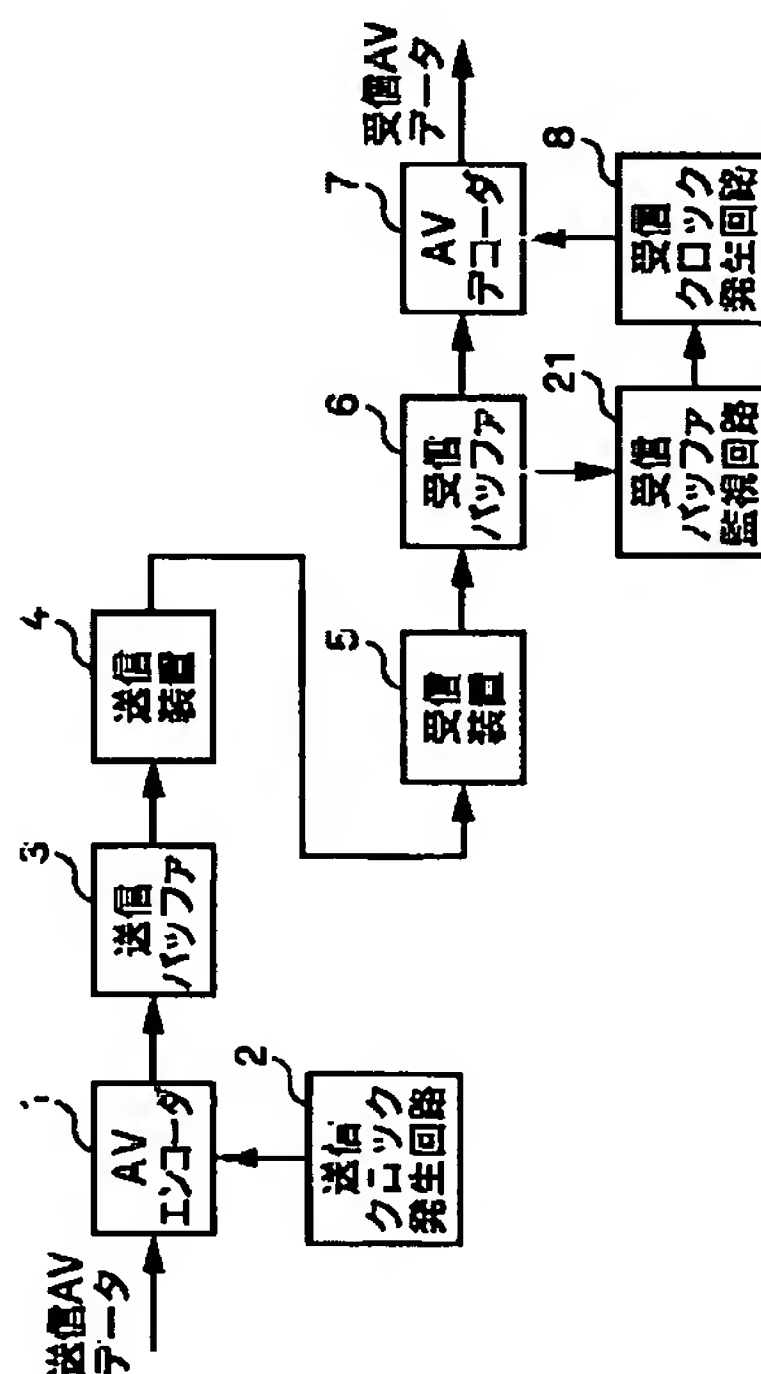 送信AV
データ
1
AV
エンコーダ
2
送信
クロック
発生回路
3
送信
バッファ
4
送信
装置
5
受信
装置
6
受信
バッファ
7
AV
デコーダ
受信AV
データ
21
受信
バッファ
監視回路
8
受信
クロック
発生回路